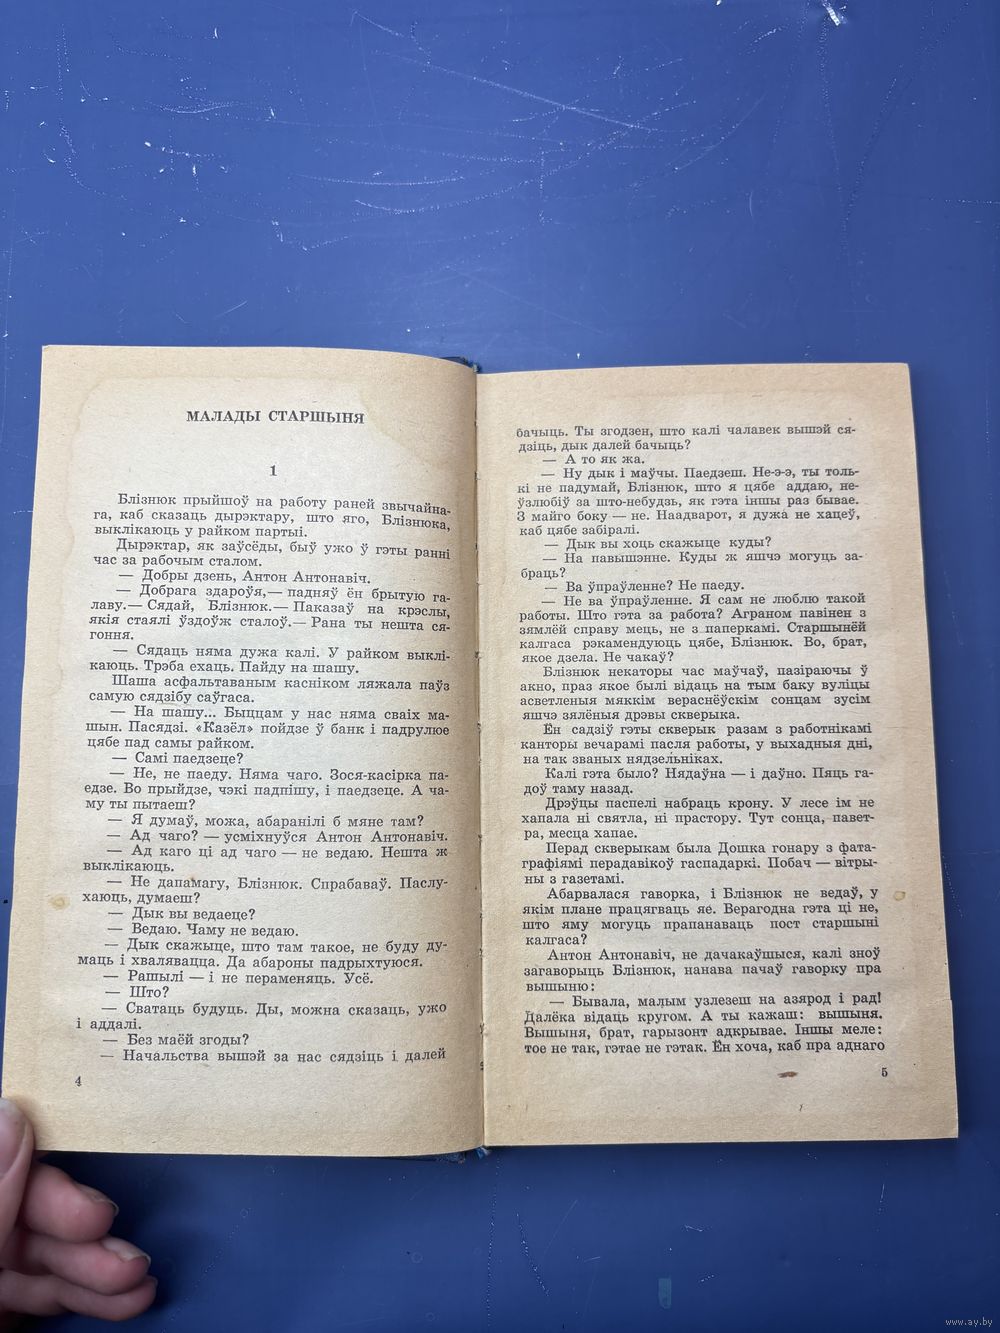 МАЛАДЫ СТАРШЫНЯ
1
Блізнюк прыйшоў на работу раней звычайна-
га, каб сказаць дырэктару, што яго, Блізнюка,
выклікаюць у райком партыі.
Дырэктар, як заўсёды, быў ужо ў гэты ранні
час за рабочым сталом.
— Добры дзень, Антон Антонавіч.
— Добрага здароўя,— падняў ён брытую га-
лаву.— Сядай, Блізнюк.— Паказаў на крэслы,
якія стаялі ўздоўж сталоў.— Рана ты нешта ся-
гоння.
— Сядаць няма дужа калі. У райком выклі-
каюць. Трэба ехаць. Пайду на шашу.
Шаша асфальтаваным касніком ляжала паўз
самую сядзібу саўгаса.
— На шашу... Быццам у нас няма сваіх ма-
шын. Пасядзі. «Казёл» пойдзе ў банк і падрулюе
цябе пад самы райком.
— Самі паедзеце?
— Не, не паеду. Няма чаго. Зося-касірка па-
едзе. Во прыйдзе, чэкі падпішу, і паедзеце. А ча-
му ты пытаеш?
— Я думаў, можа, абаранілі б мяне там?
— Ад чаго? — усміхнуўся Антон Антонавіч.
— Ад каго ці ад чаго — не ведаю. Нешта ж
выклікаюць.
— Не дапамагу, Блізнюк. Спрабаваў. Паслу-
хаюць, думаеш?
— Дык вы ведаеце?
— Ведаю. Чаму не ведаю.
— Дык скажыце, што там такое, не буду ду-
маць і хвалявацца. Да абароны падрыхтуюся.
— Рашылі — і не пераменяць. Усё.
— Што?
— Сватаць будуць. Ды, можна сказаць, ужо
і аддалі.
— Без маёй згоды?
— Начальства вышэй за нас сядзіць і далей
4
бачыць. Ты згодзен, што калі чалавек вышэй ся-
дзіць, дык далей бачыць?
— А то як жа.
— Ну дык і маўчы. Паедзеш. Не-э-э, ты толь-
кі не падумай, Блізнюк, што я цябе аддаю, не-
ўзлюбіў за што-небудзь, як гэта іншы раз бывае.
З майго боку — не. Наадварот, я дужа не хацеў,
каб цябе забіралі.
— Дык вы хоць скажыце куды?
— На павышэнне. Куды ж яшчэ могуць за-
браць?
— Ва ўпраўленне? Не паеду.
— Не ва ўпраўленне. Я сам не люблю такой
работы. Што гэта за работа? Аграном павінен з
зямлёй справу мець, не з паперкамі. Старшынёй
калгаса рэкамендуюць цябе, Блізнюк. Во, брат,
якое дзела. Не чакаў?
Блізнюк некаторы час маўчаў, пазіраючы ў
акно, праз якое былі відаць на тым баку вуліцы
асветленыя мяккім вераснёўскім сонцам зусім
яшчэ зялёныя дрэвы скверыка.
Ён садзіў гэты скверык разам з работнікамі
канторы вечарамі пасля работы, у выхадныя дні,
на так званых нядзельніках.
Калі гэта было? Нядаўна — і даўно. Пяць га-
доў таму назад.
Дрэўцы паспелі набраць крону. У лесе ім не
хапала ні святла, ні прастору. Тут сонца, павет-
ра, месца хапае.
Перад скверыкам была Дошка гонару з фата-
графіямі перадавікоў гаспадаркі. Побач — вітры-
ны з газетамі.
Абарвалася гаворка, і Блізнюк не ведаў, у
якім плане працягваць яе. Верагодна гэта ці не,
што яму могуць прапанаваць пост старшыні
калгаса?
Антон Антонавіч, не дачакаўшыся, калі зноў
загаворыць Блізнюк, нанава пачаў гаворку пра
вышыню:
— Бывала, малым узлезеш на азярод і рад!
Далёка відаць кругом. А ты кажаш: вышыня.
Вышыня, брат, гарызонт адкрывае. Іншы меле:
тое не так, гэтае не гэтак. Ён хоча, каб пра аднаго
5
www.ay.by